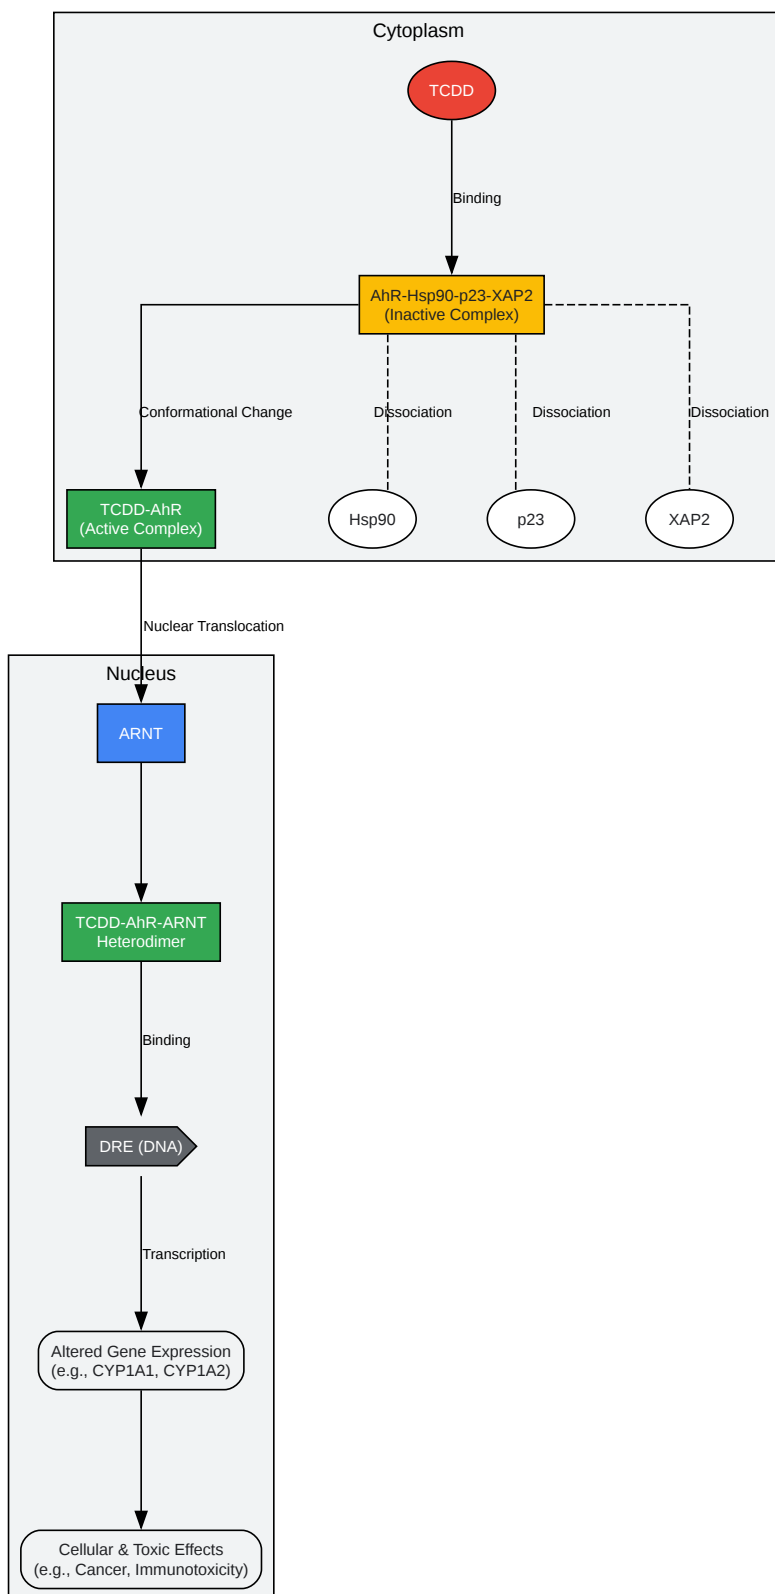 Cytoplasm
TCDD
Binding
AhR-Hsp90-p23-XAP2
(Inactive Complex)
Conformational Change
Dissociation
Dissociation
Dissociation
TCDD-AhR
(Active Complex)
Hsp90
p23
XAP2
Nuclear Translocation
Nucleus
ARNT
TCDD-AhR-ARNT
Heterodimer
Binding
DRE (DNA)
Transcription
Altered Gene Expression
(e.g., CYP1A1, CYP1A2)
Cellular & Toxic Effects
(e.g., Cancer, Immunotoxicity)